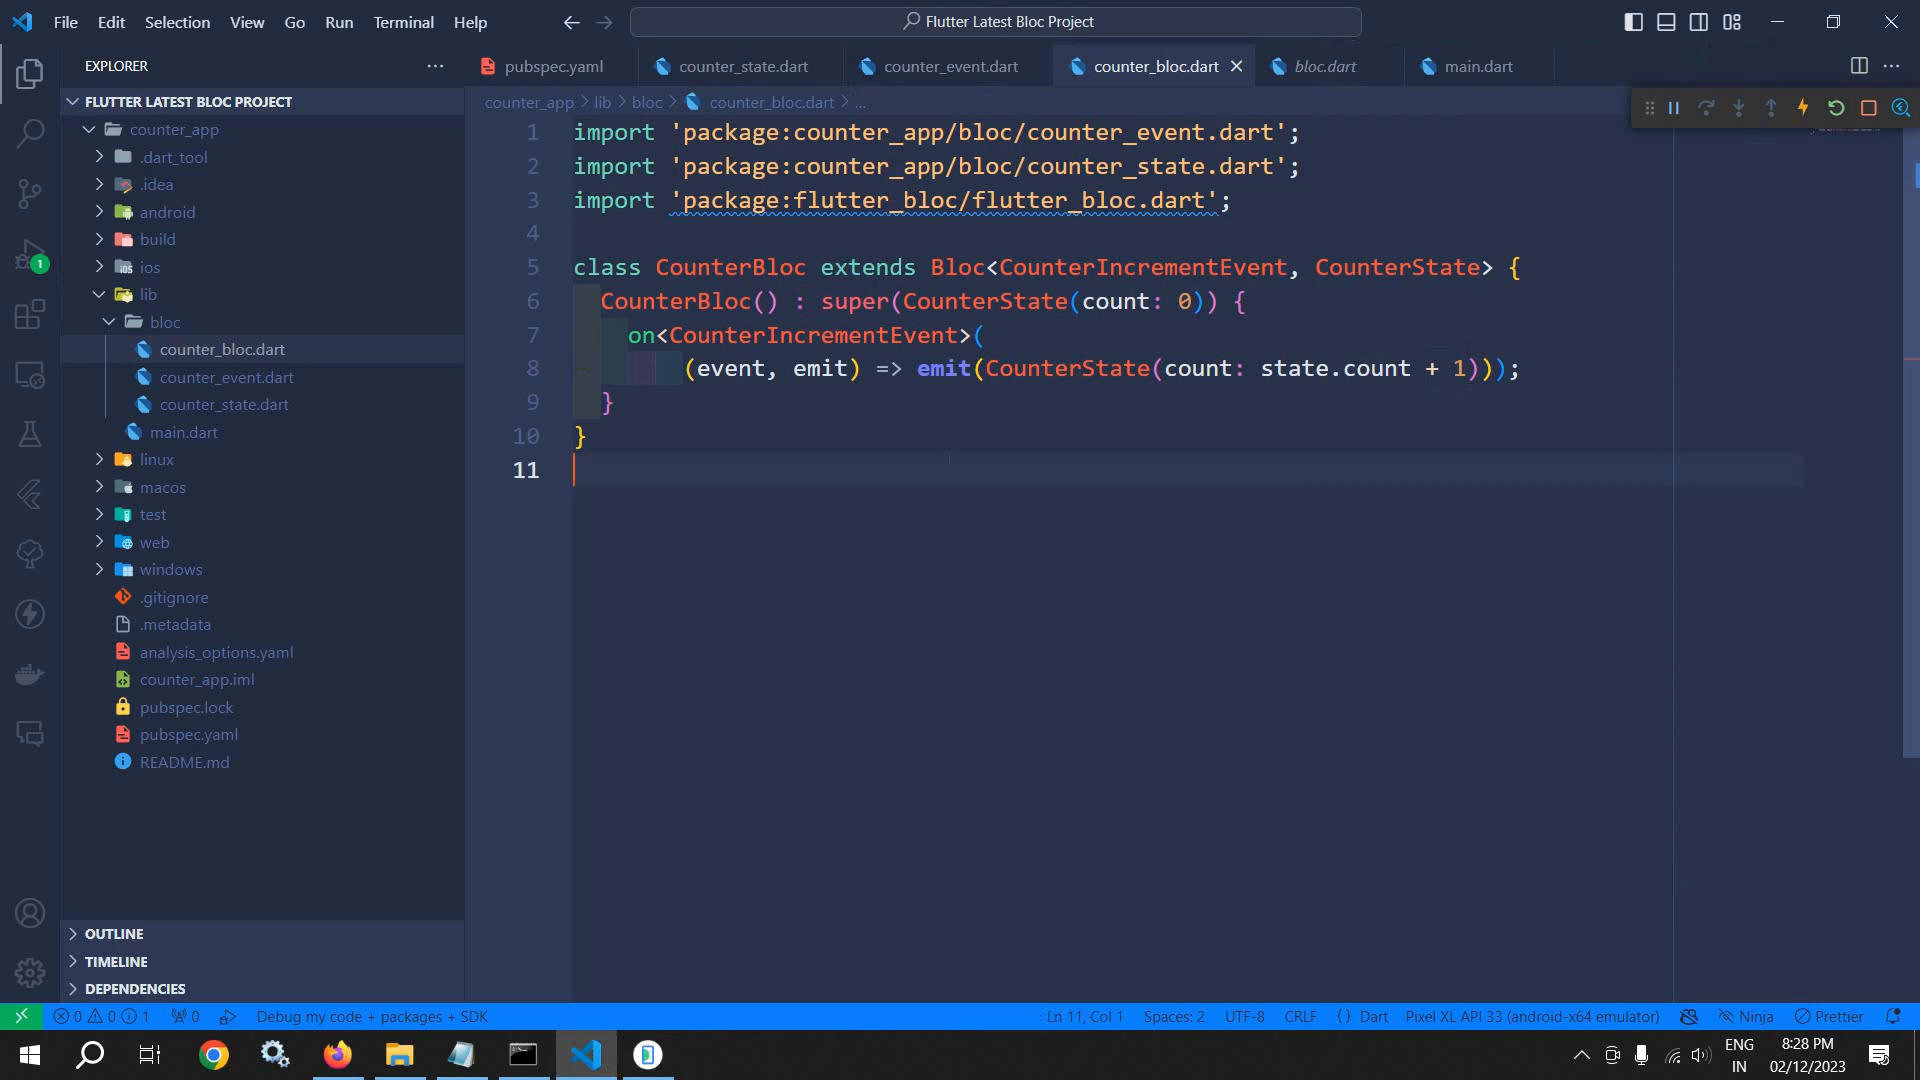 File Edit Selection View Go Run Terminal Help
Flutter Latest Bloc Project
EXPLORER
FLUTTER LATEST BLOC PROJECT
counter_app
.dart_tool
.idea
android
build
ios
lib
bloc
counter_bloc.dart
counter_event.dart
counter_state.dart
main.dart
linux
macos
test
web
windows
.gitignore
.metadata
analysis_options.yaml
counter_app.iml
pubspec.lock
pubspec.yaml
README.md
OUTLINE
TIMELINE
DEPENDENCIES
1
pubspec.yaml counter_state.dart counter_event.dart counter_bloc.dart bloc.dart main.dart
counter_app > lib > bloc > counter_bloc.dart > ...
1 import 'package:counter_app/bloc/counter_event.dart';
2 import 'package:counter_app/bloc/counter_state.dart';
3 import 'package:flutter_bloc/flutter_bloc.dart';
4
5 class CounterBloc extends Bloc<CounterIncrementEvent, CounterState> {
6 CounterBloc() : super(CounterState(count: 0)) {
7 on<CounterIncrementEvent>(
8 (event, emit) => emit(CounterState(count: state.count + 1)));
9 }
10 }
11
0 0 1 0 Debug my code + packages + SDK Ln 11, Col 1 Spaces: 2 UTF-8 CRLF { } Dart Pixel XL API 33 (android-x64 emulator) Ninja Prettier
ENG
IN
8:28 PM
02/12/2023